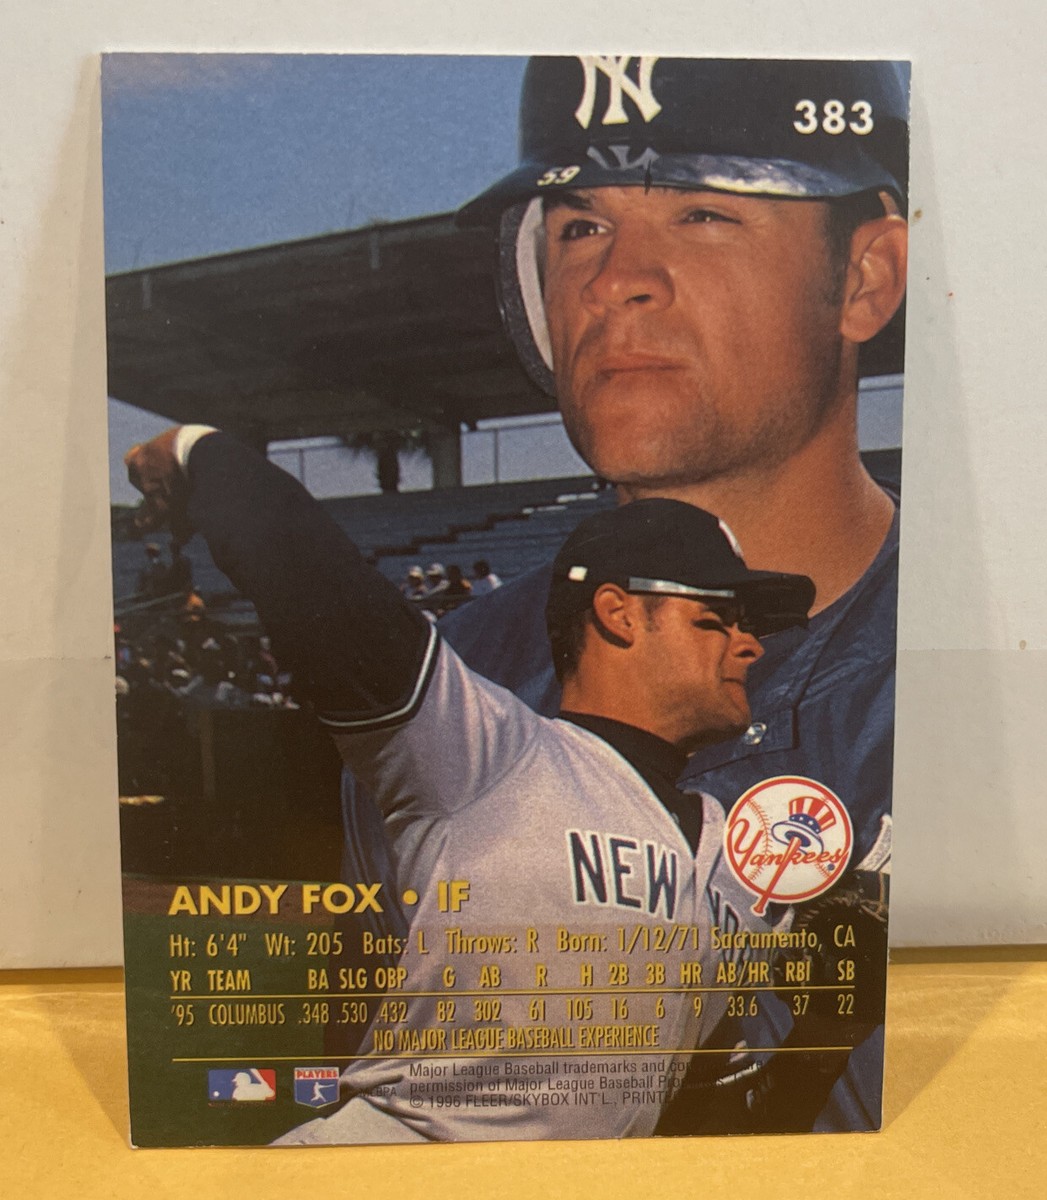 NY
383
59
NEW
Yankees
ANDY FOX • IF
Ht: 6'4" Wt: 205 Bats: L Throws: R Born: 1/12/71 Sacramento, CA
YR TEAM BA SLG OBP G AB R H 2B 3B HR AB/HR RBI SB
'95 COLUMBUS .348 .530 .432 82 302 61 105 16 6 9 33.6 37 22
NO MAJOR LEAGUE BASEBALL EXPERIENCE
PLAYERS
Major League Baseball trademarks and
permission of Major League Baseball
© 1996 FLEER/SKYBOX INT'L.,